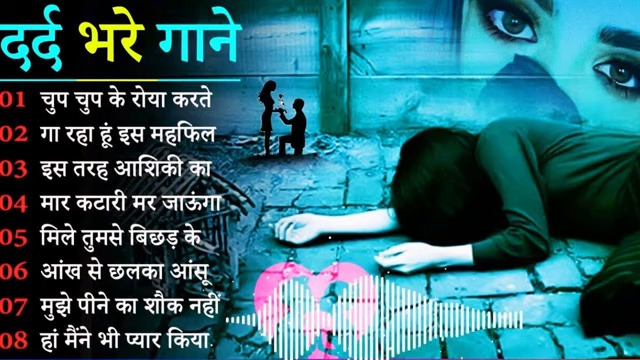 दर्द भरे गाने
01 चुप चुप के रोया करते
02 गा रहा हूं इस महफिल
03 इस तरह आशिकी का
04 मार कटारी मर जाऊंगा
05 मिले तुमसे बिछड़ के
06 आंख से छलका आंसू
07 मुझे पीने का शौक नहीं
08 हां मैंने भी प्यार किया